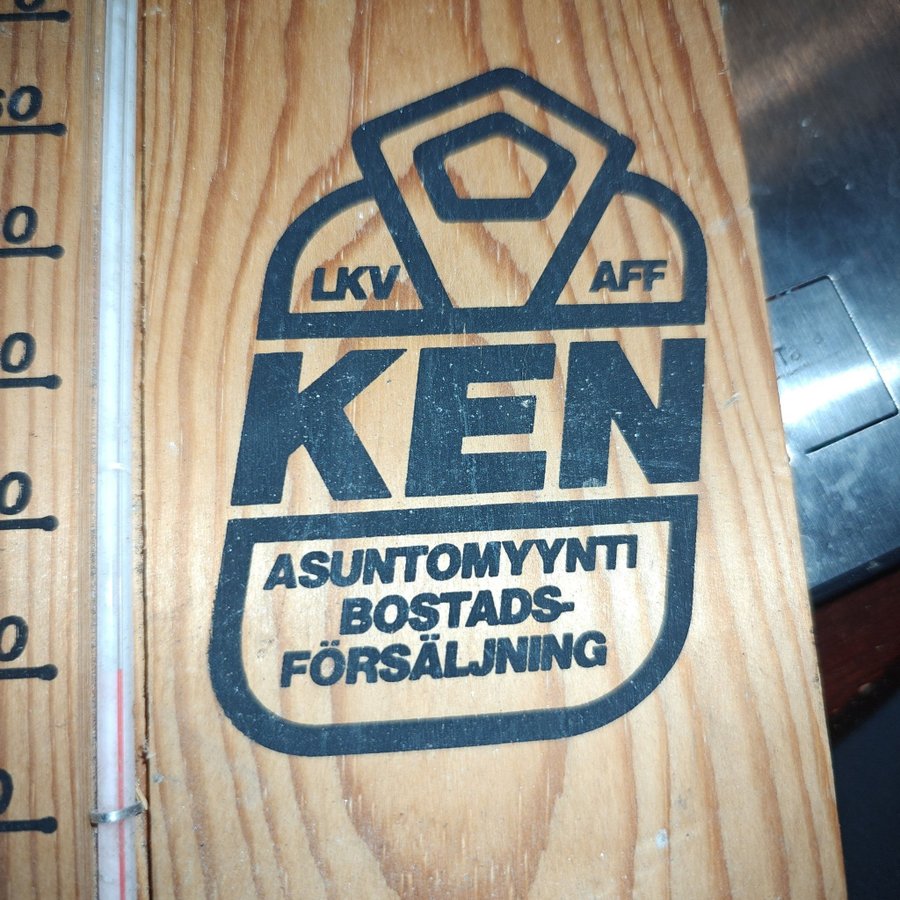 LKV AFF
KEN
ASUNTOMYYNTI
BOSTADS-
FÖRSÄLJNING